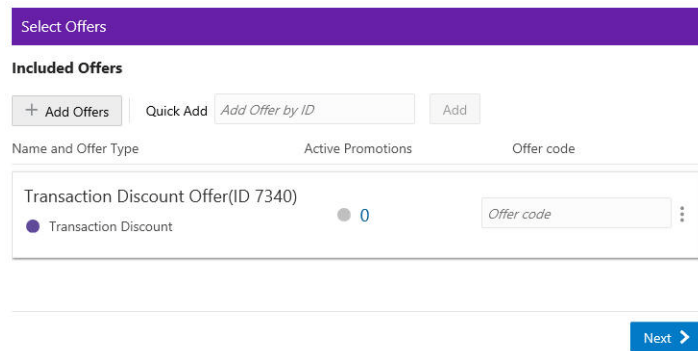 Select Offers
Included Offers
+ Add Offers Quick Add Add Offer by ID Add
Name and Offer Type Active Promotions Offer code
Transaction Discount Offer(ID 7340)
0 Offer code
Transaction Discount
Next